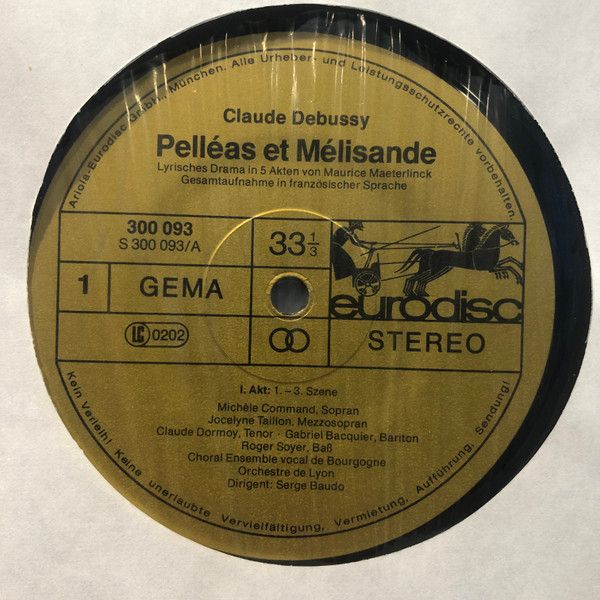 Ariola-Eurodisc GmbH., München. Alle Urheber- und Leistungsschutzrechte vorbehalten.
Claude Debussy
Pelléas et Mélisande
Lyrisches Drama in 5 Akten von Maurice Maeterlinck
Gesamtaufnahme in französischer Sprache
300 093
S 300 093/A
33 1/3
1
GEMA
eurodisc
LC 0202
STEREO
I. Akt: 1. – 3. Szene
Michèle Command, Sopran
Jocelyne Taillon, Mezzosopran
Claude Dormoy, Tenor · Gabriel Bacquier, Bariton
Roger Soyer, Baß
Choral Ensemble vocal de Bourgogne
Orchestre de Lyon
Dirigent: Serge Baudo
Kein Verleih! Keine unerlaubte Vervielfältigung, Vermietung, Aufführung, Sendung!